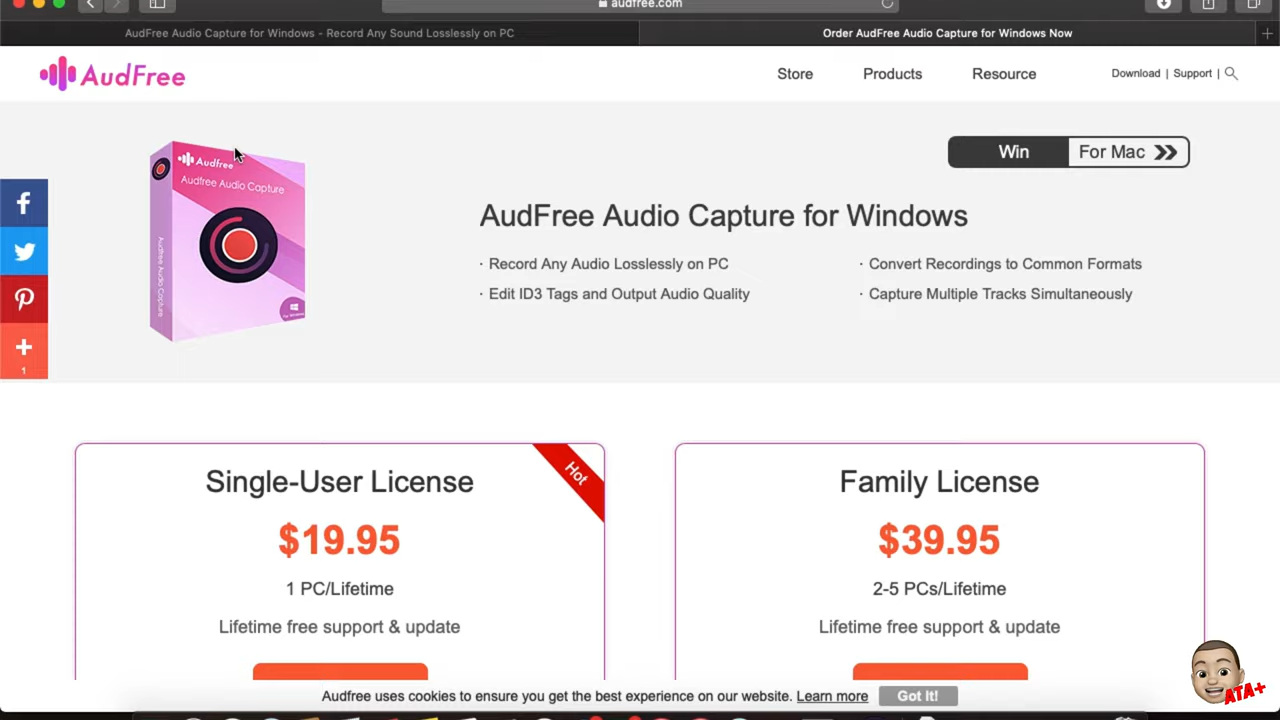 audfree.com
AudFree Audio Capture for Windows - Record Any Sound Losslessly on PC
Order AudFree Audio Capture for Windows Now
AudFree
Store
Products
Resource
Download | Support |
Win
For Mac
Audfree
Audfree Audio Capture
Audfree Audio Capture
AudFree Audio Capture for Windows
· Record Any Audio Losslessly on PC
· Convert Recordings to Common Formats
· Edit ID3 Tags and Output Audio Quality
· Capture Multiple Tracks Simultaneously
1
Hot
Single-User License
$19.95
1 PC/Lifetime
Lifetime free support & update
Family License
$39.95
2-5 PCs/Lifetime
Lifetime free support & update
Audfree uses cookies to ensure you get the best experience on our website. Learn more
Got It!
ATA+